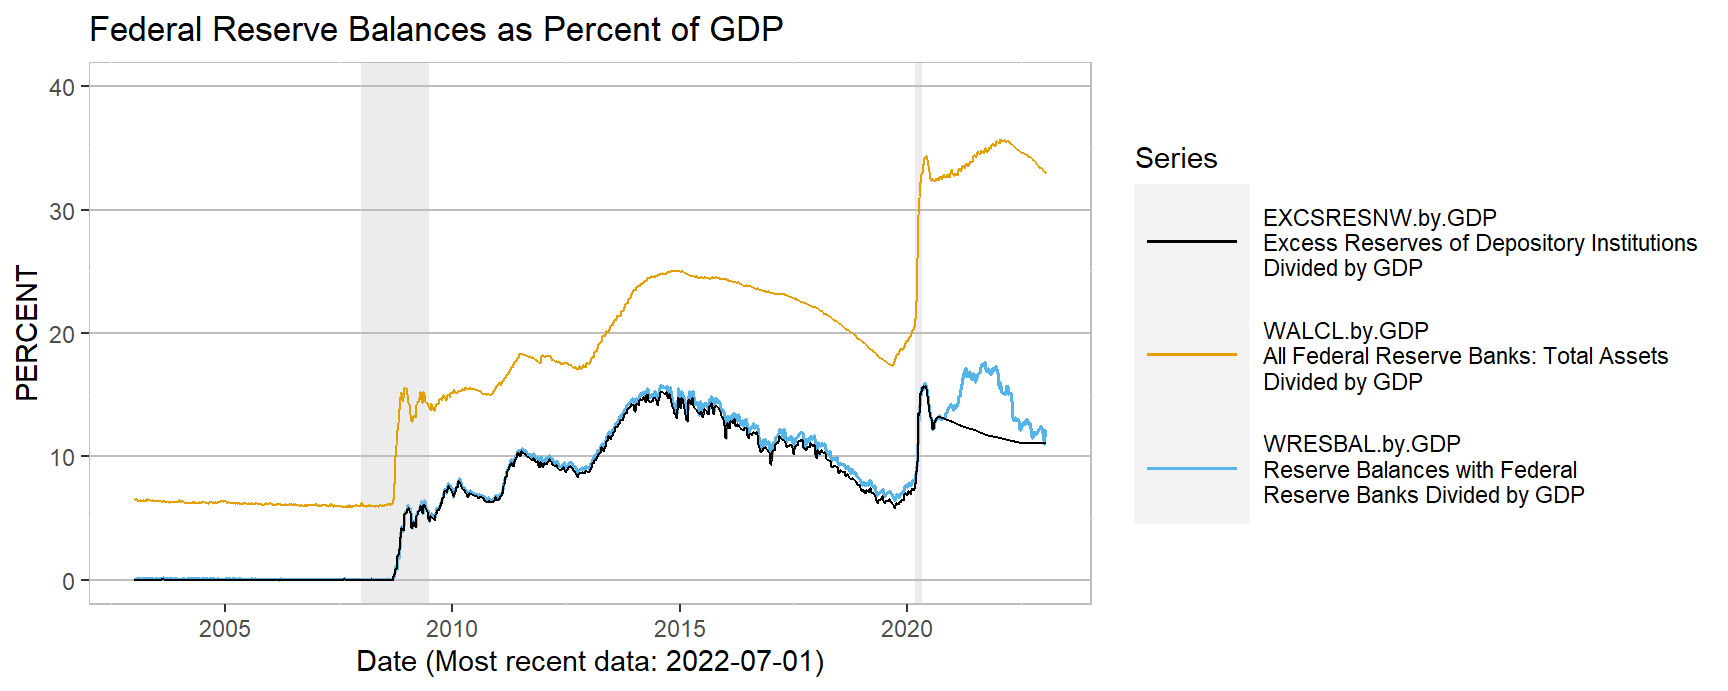 Federal Reserve Balances as Percent of GDP
40
30
20
10
0
PERCENT
2005
2010
2015
2020
Date (Most recent data: 2022-07-01)
Series
EXCSRESNW.by.GDP
Excess Reserves of Depository Institutions
Divided by GDP
WALCL.by.GDP
All Federal Reserve Banks: Total Assets
Divided by GDP
WRESBAL.by.GDP
Reserve Balances with Federal
Reserve Banks Divided by GDP